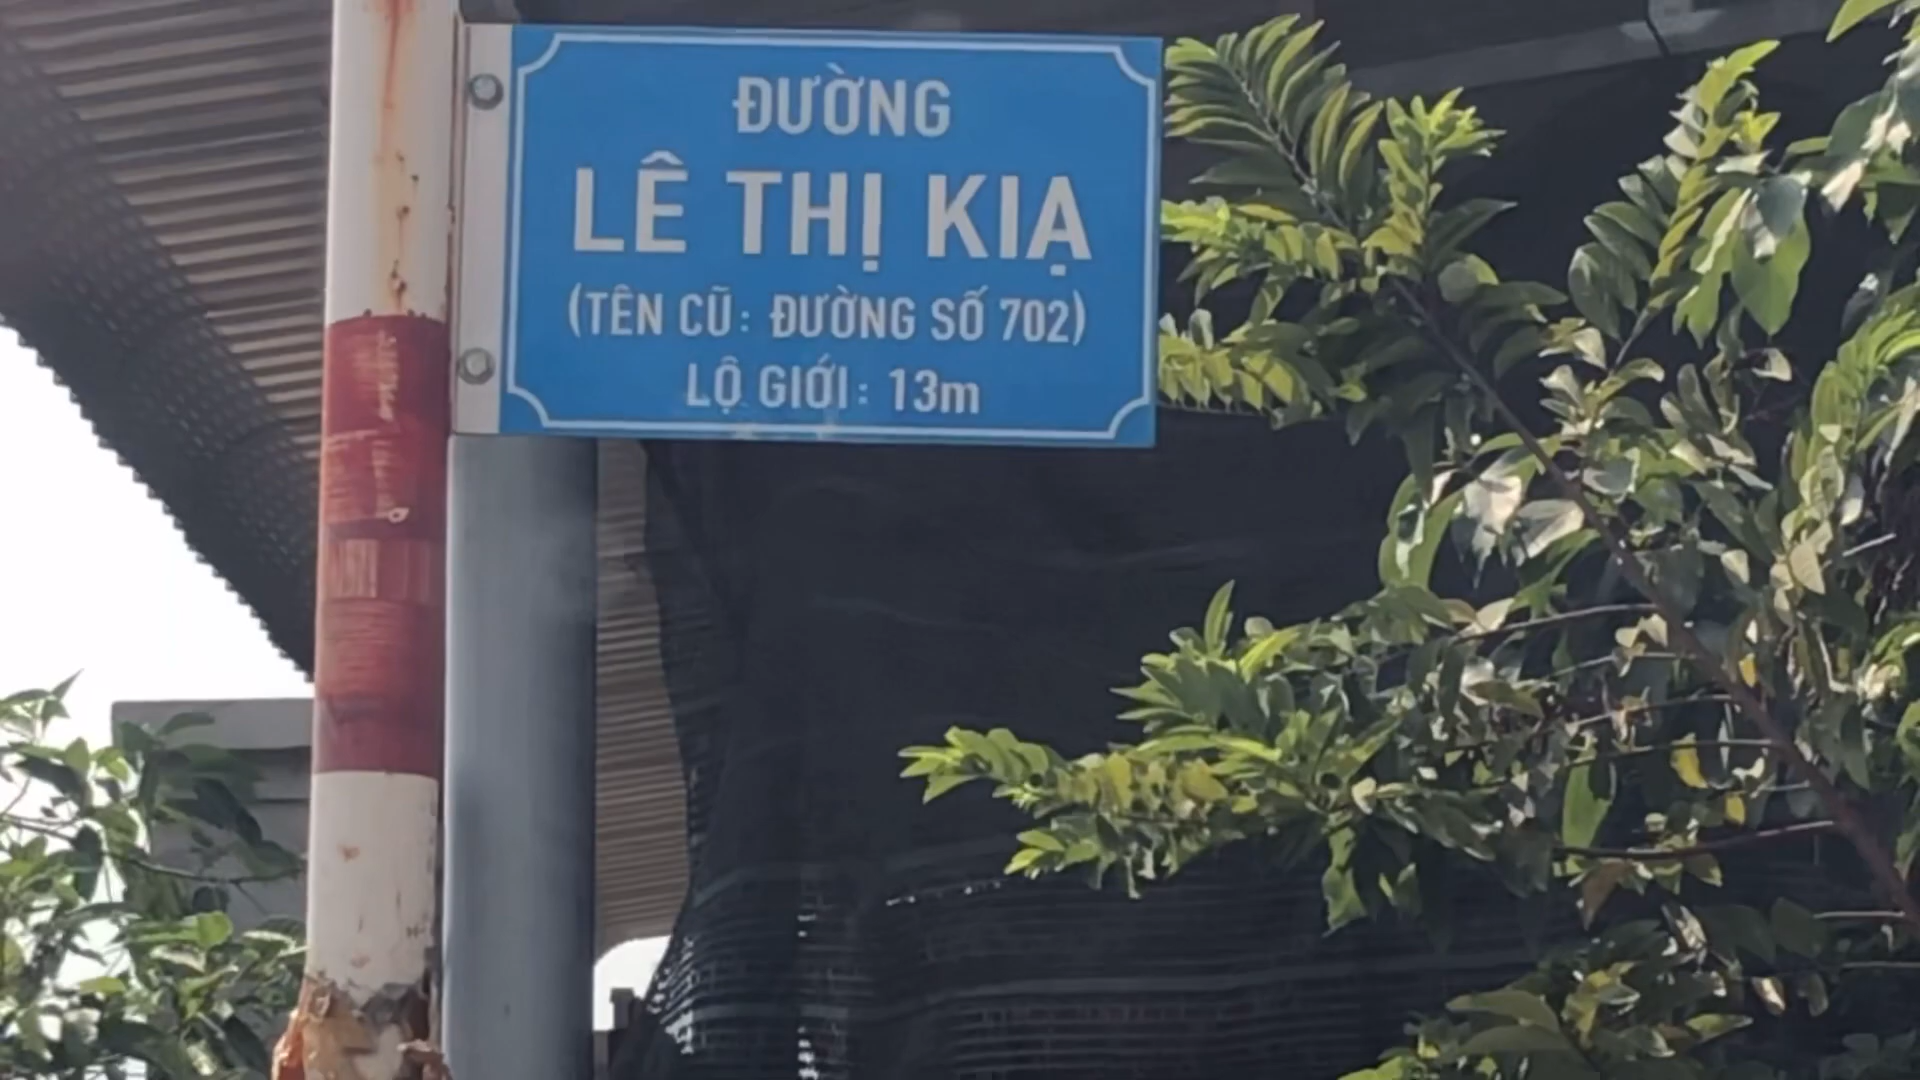 ĐƯỜNG
LÊ THỊ KIẠ
(TÊN CŨ: ĐƯỜNG SỐ 702)
LỘ GIỚI: 13m